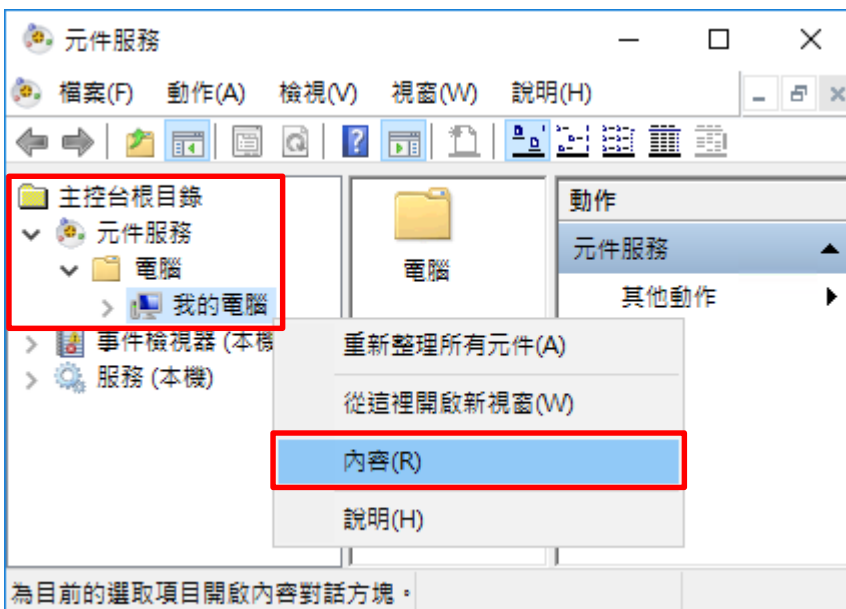 元件服務
檔案(F) 動作(A) 檢視(V) 視窗(W) 說明(H)
主控台根目錄
元件服務
電腦
我的電腦
事件檢視器 (本機
服務 (本機)
電腦
動作
元件服務
其他動作
重新整理所有元件(A)
從這裡開啟新視窗(W)
內容(R)
說明(H)
為目前的選取項目開啟內容對話方塊。